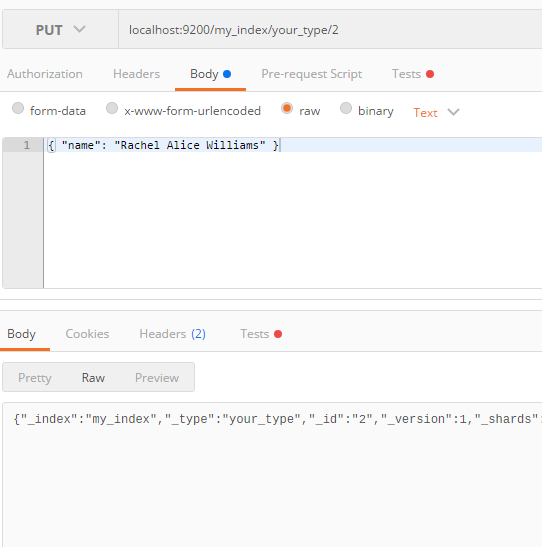 PUT localhost:9200/my_index/your_type/2
Authorization Headers Body Pre-request Script Tests
form-data x-www-form-urlencoded raw binary Text
1 { "name": "Rachel Alice Williams" }
Body Cookies Headers (2) Tests
Pretty Raw Preview
{"_index":"my_index","_type":"your_type","_id":"2","_version":1,"_shards":